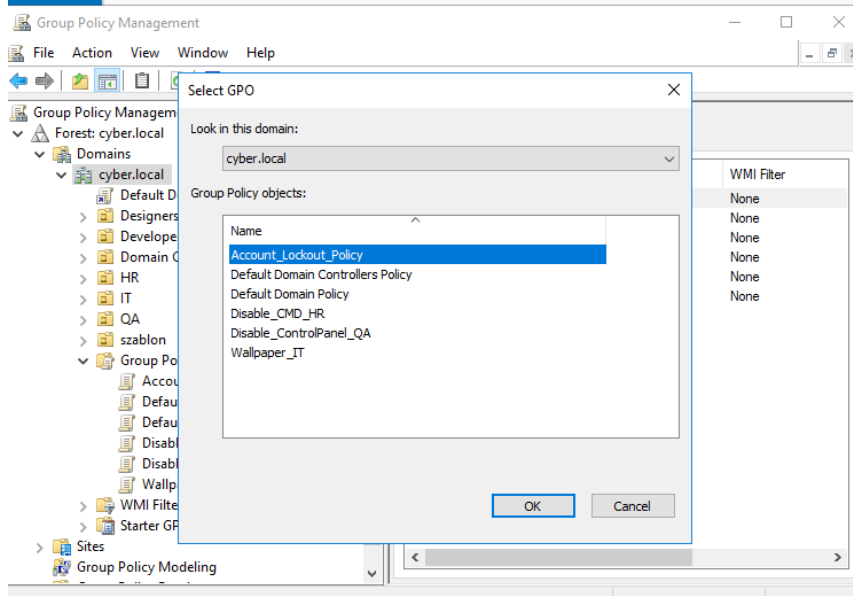 Group Policy Management
File Action View Window Help
Select GPO
Look in this domain:
cyber.local
Group Policy objects:
Name
Account_Lockout_Policy
Default Domain Controllers Policy
Default Domain Policy
Disable_CMD_HR
Disable_ControlPanel_QA
Wallpaper_IT
OK Cancel
Group Policy Managem
Forest: cyber.local
Domains
cyber.local
Default D
Designers
Develope
Domain C
HR
IT
QA
szablon
Group Po
Accou
Defau
Defau
Disabl
Disabl
Wallp
WMI Filte
Starter GP
Sites
Group Policy Modeling
WMI Filter
None
None
None
None
None
None